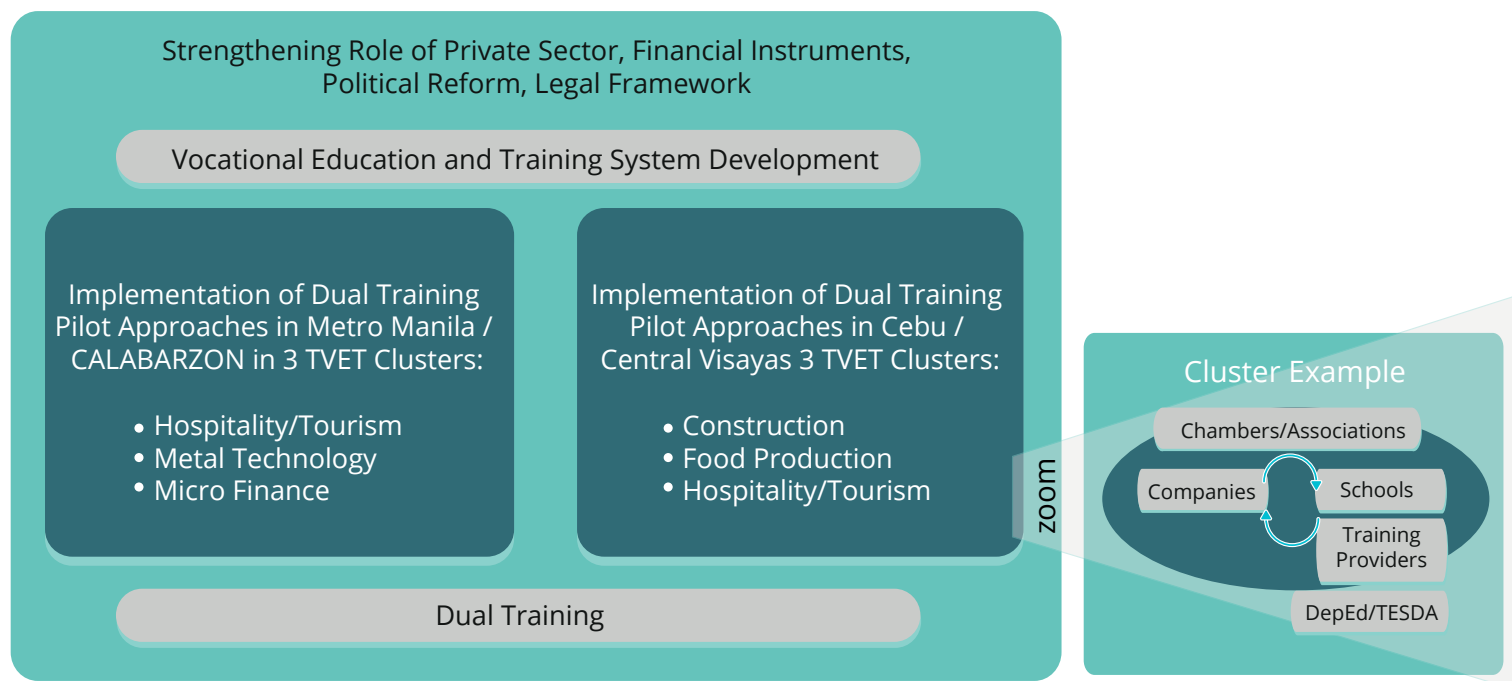 Strengthening Role of Private Sector, Financial Instruments,
Political Reform, Legal Framework
Vocational Education and Training System Development
Implementation of Dual Training
Pilot Approaches in Metro Manila /
CALABARZON in 3 TVET Clusters:
• Hospitality/Tourism
• Metal Technology
• Micro Finance
Implementation of Dual Training
Pilot Approaches in Cebu /
Central Visayas 3 TVET Clusters:
• Construction
• Food Production
• Hospitality/Tourism
Dual Training
zoom
Cluster Example
Chambers/Associations
Companies
Schools
Training
Providers
DepEd/TESDA